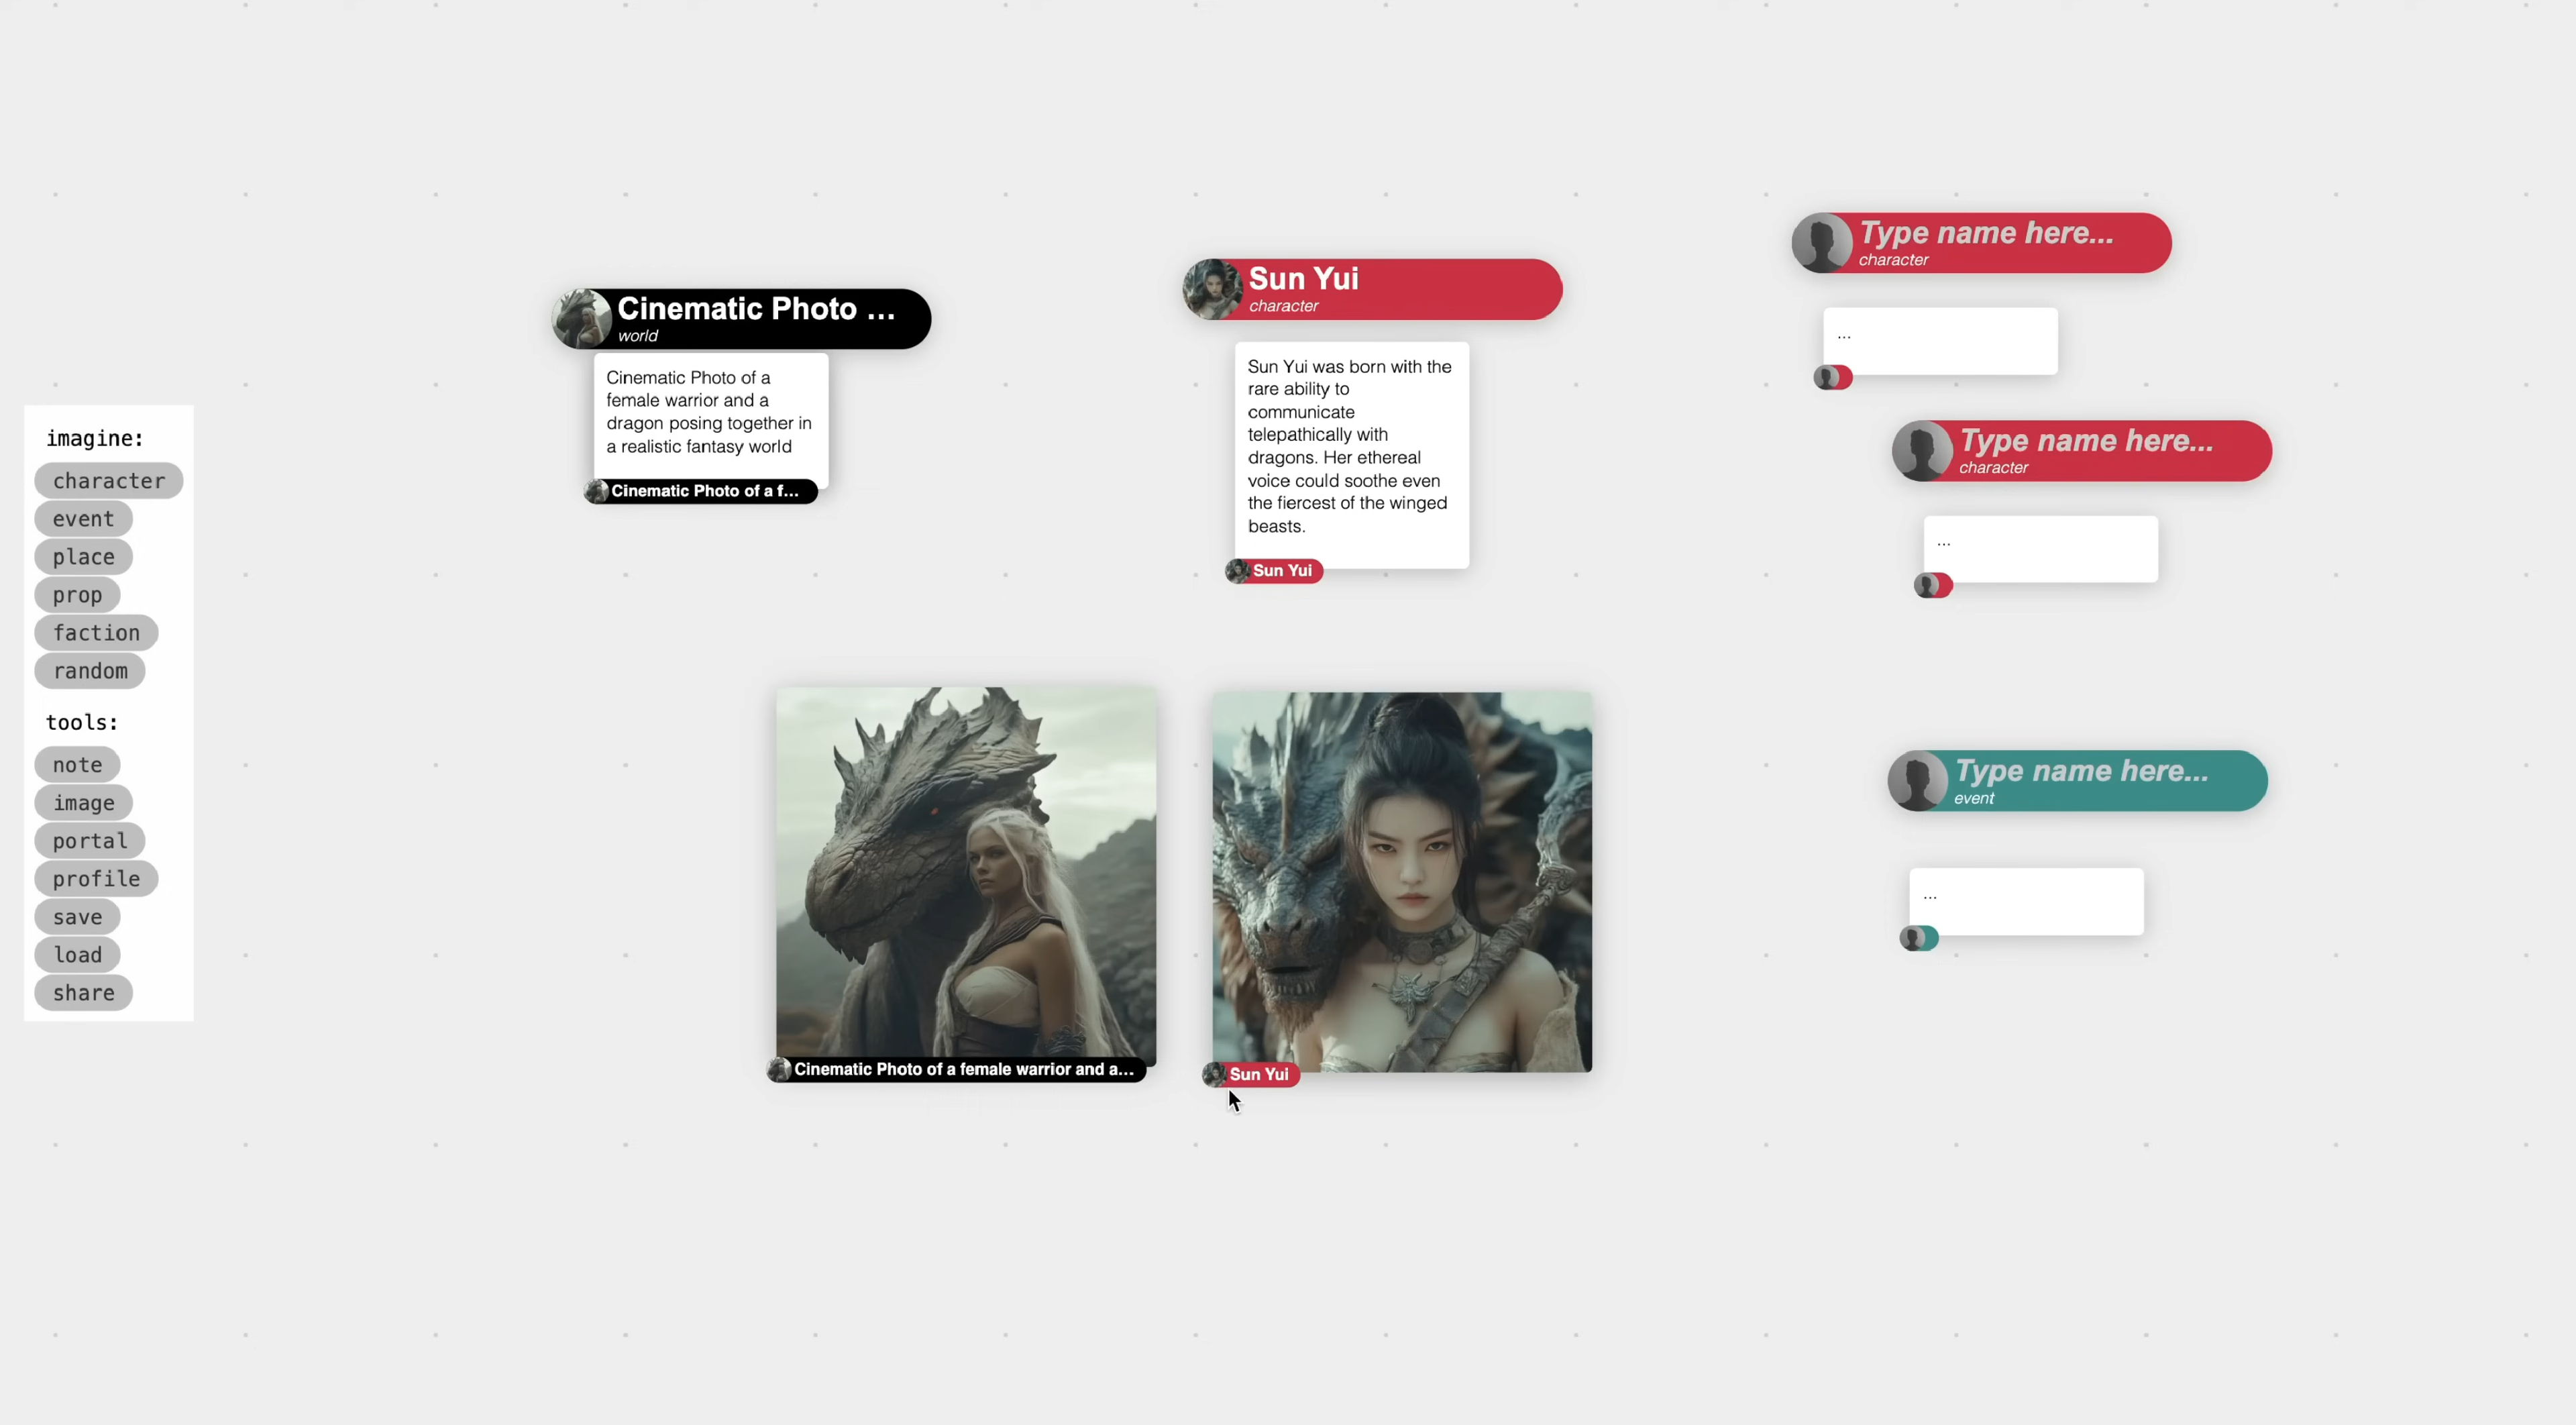 imagine:
character
event
place
prop
faction
random
tools:
note
image
portal
profile
save
load
share
Cinematic Photo ...
world
Cinematic Photo of a
female warrior and a
dragon posing together in
a realistic fantasy world
Cinematic Photo of a f...
Sun Yui
character
Sun Yui was born with the
rare ability to
communicate
telepathically with
dragons. Her ethereal
voice could soothe even
the fiercest of the winged
beasts.
Sun Yui
Cinematic Photo of a female warrior and a...
Sun Yui
Type name here...
character
...
Type name here...
character
...
Type name here...
event
...